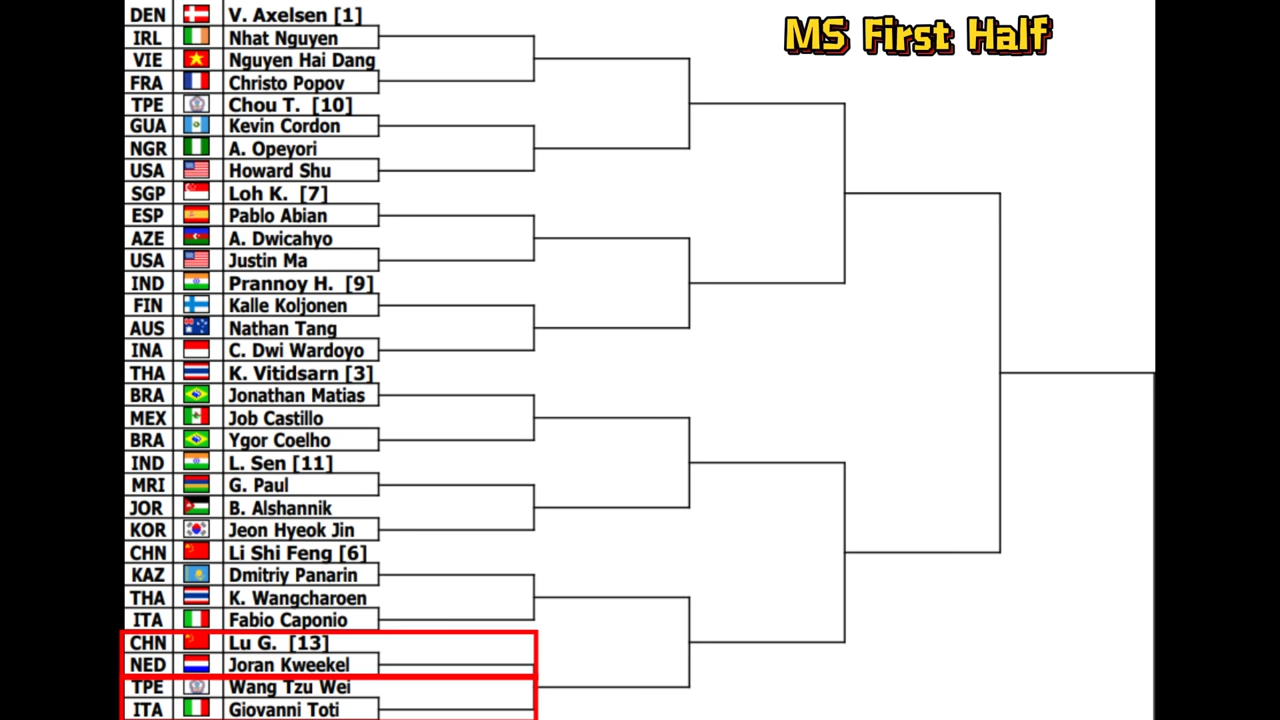 MS First Half
DEN V. Axelsen [1]
IRL Nhat Nguyen
VIE Nguyen Hai Dang
FRA Christo Popov
TPE Chou T. [10]
GUA Kevin Cordon
NGR A. Opeyori
USA Howard Shu
SGP Loh K. [7]
ESP Pablo Abian
AZE A. Dwicahyo
USA Justin Ma
IND Prannoy H. [9]
FIN Kalle Koljonen
AUS Nathan Tang
INA C. Dwi Wardoyo
THA K. Vitidsarn [3]
BRA Jonathan Matias
MEX Job Castillo
BRA Ygor Coelho
IND L. Sen [11]
MRI G. Paul
JOR B. Alshannik
KOR Jeon Hyeok Jin
CHN Li Shi Feng [6]
KAZ Dmitriy Panarin
THA K. Wangcharoen
ITA Fabio Caponio
CHN Lu G. [13]
NED Joran Kweekel
TPE Wang Tzu Wei
ITA Giovanni Toti